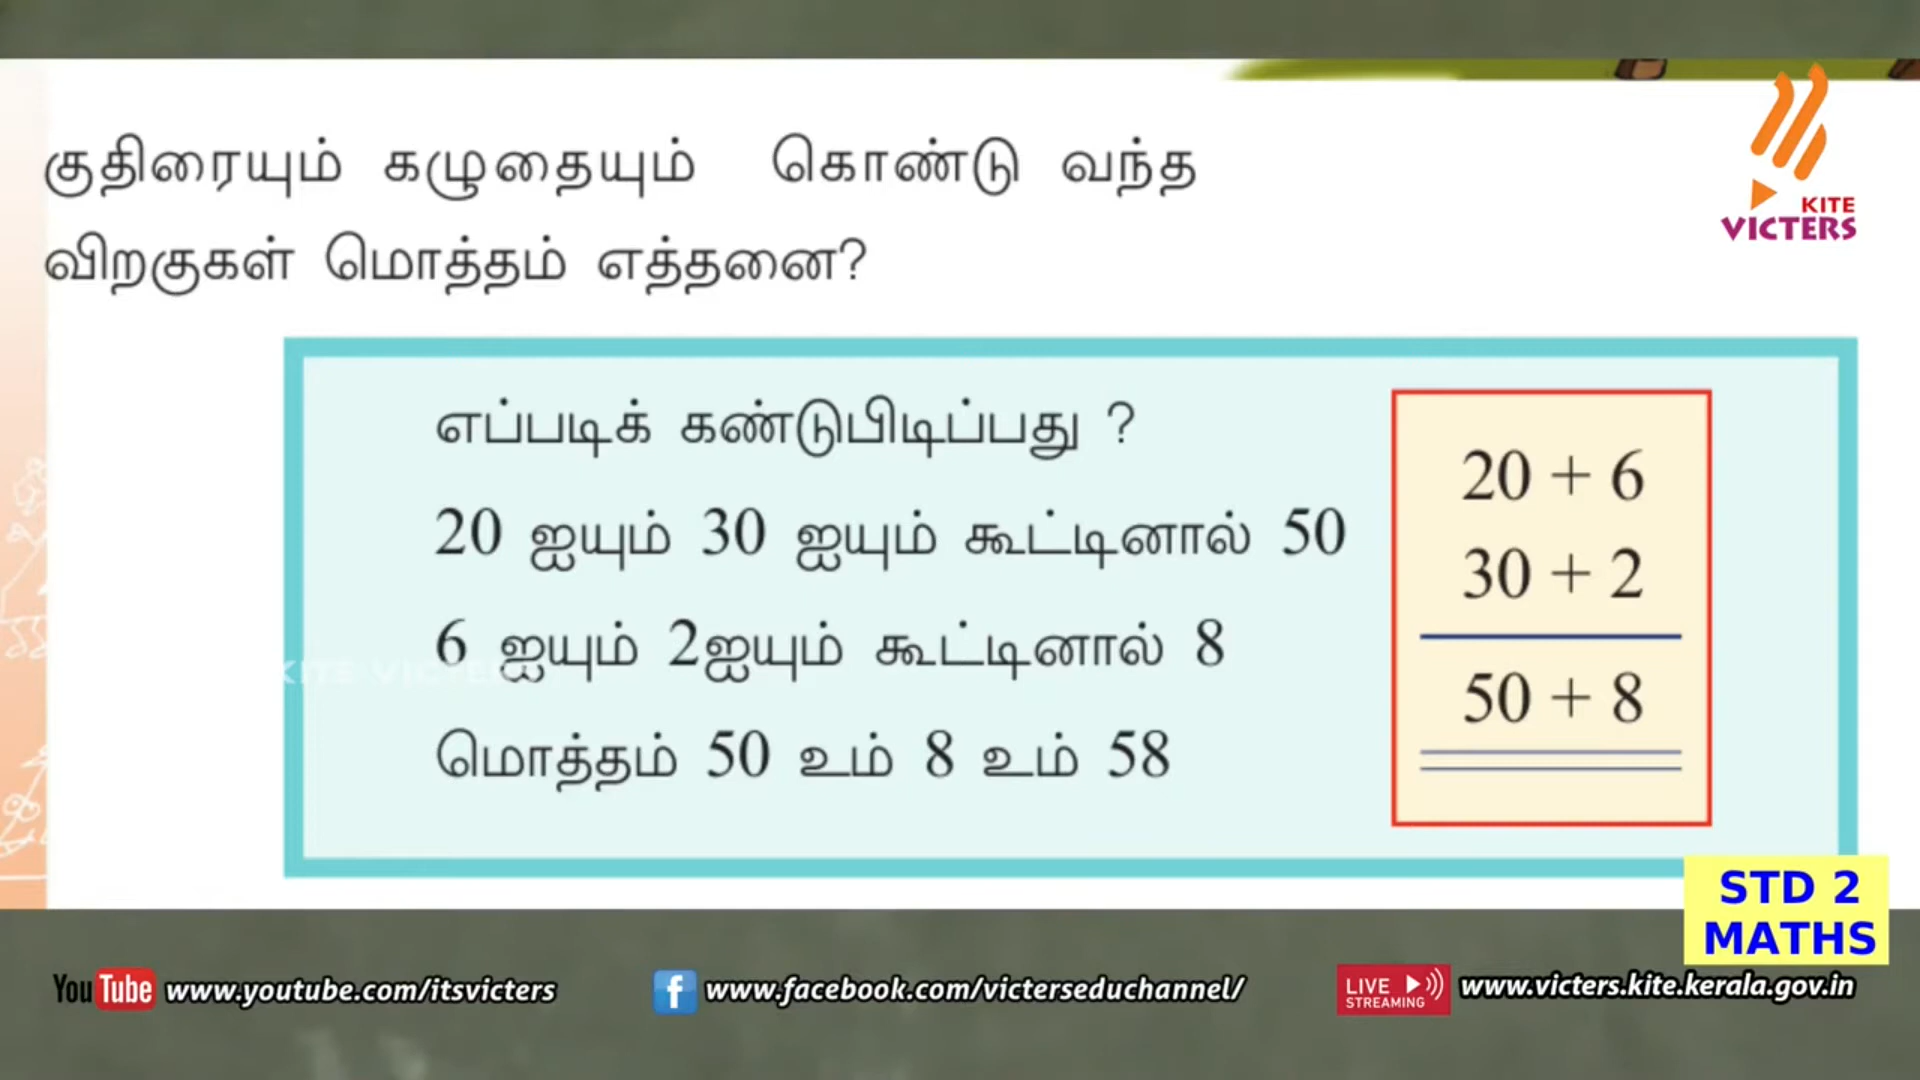 குதிரையும் கழுதையும் கொண்டு வந்த
விறகுகள் மொத்தம் எத்தனை?
KITE
VICTERS
எப்படிக் கண்டுபிடிப்பது ?
20 ஐயும் 30 ஐயும் கூட்டினால் 50
6 ஐயும் 2ஐயும் கூட்டினால் 8
மொத்தம் 50 உம் 8 உம் 58
20 + 6
30 + 2
50 + 8
KITE VICTERS
STD 2
MATHS
YouTube www.youtube.com/itsvicters
f www.facebook.com/victerseduchannel/
LIVE STREAMING www.victers.kite.kerala.gov.in